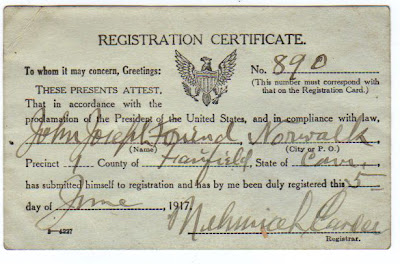 REGISTRATION CERTIFICATE.
To whom it may concern, Greetings:
No. 890
(This number must correspond with
that on the Registration Card.)
THESE PRESENTS ATTEST,
That in accordance with the
proclamation of the President of the United States, and in compliance with law,
John Joseph Norwalk
(Name) (City or P. O.)
Precinct 9 County of Fairfield, State of Conn.
has submitted himself to registration and has by me been duly registered this 5
day of June, 1917.
Registrar.